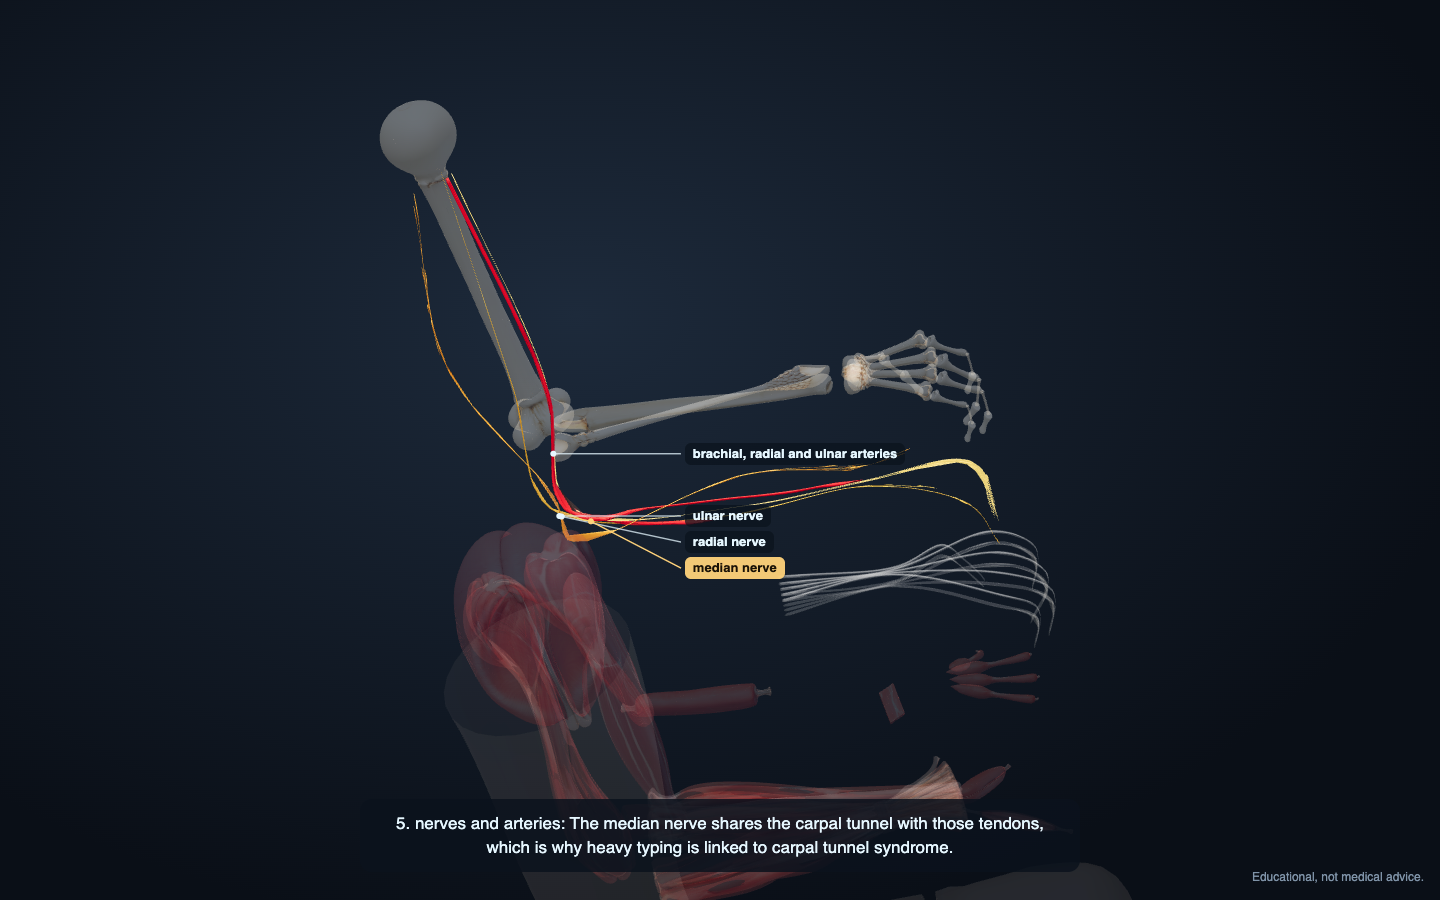 brachial, radial and ulnar arteries
ulnar nerve
radial nerve
median nerve
5. nerves and arteries: The median nerve shares the carpal tunnel with those tendons,
which is why heavy typing is linked to carpal tunnel syndrome.
Educational, not medical advice.